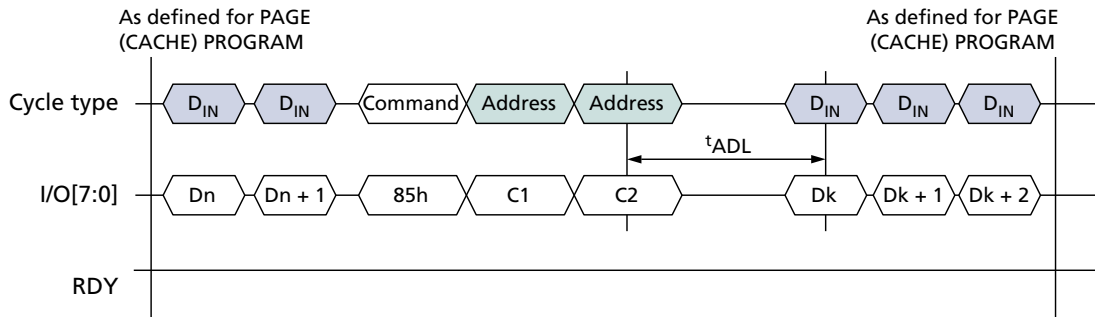 As defined for PAGE
(CACHE) PROGRAM
As defined for PAGE
(CACHE) PROGRAM
Cycle type
DIN DIN Command Address Address DIN DIN DIN
tADL
I/O[7:0]
Dn Dn + 1 85h C1 C2 Dk Dk + 1 Dk + 2
RDY